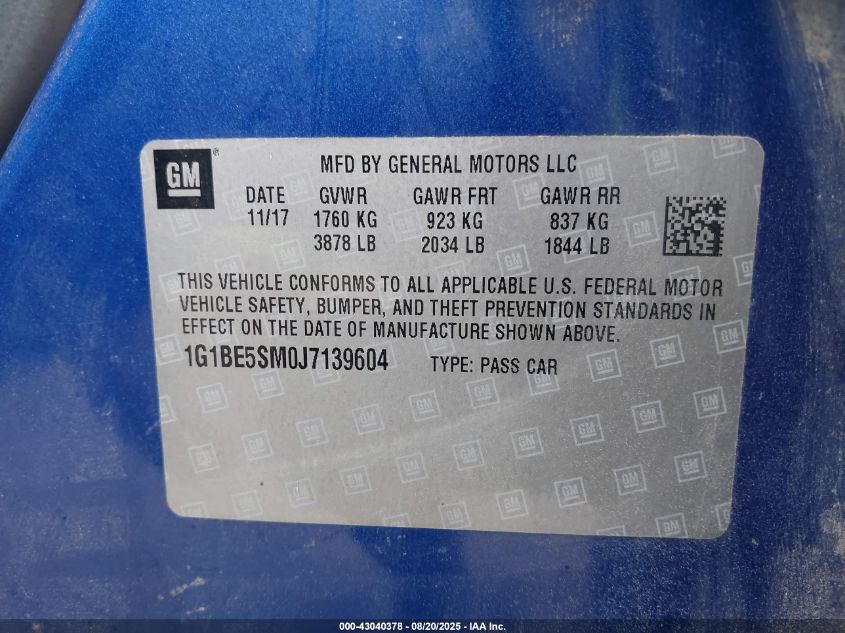 GM
MFD BY GENERAL MOTORS LLC
DATE GVWR GAWR FRT GAWR RR
11/17 1760 KG 923 KG 837 KG
3878 LB 2034 LB 1844 LB
THIS VEHICLE CONFORMS TO ALL APPLICABLE U.S. FEDERAL MOTOR
VEHICLE SAFETY, BUMPER, AND THEFT PREVENTION STANDARDS IN
EFFECT ON THE DATE OF MANUFACTURE SHOWN ABOVE.
1G1BE5SM0J7139604 TYPE: PASS CAR
000-43040378 - 08/20/2025 - IAA Inc.